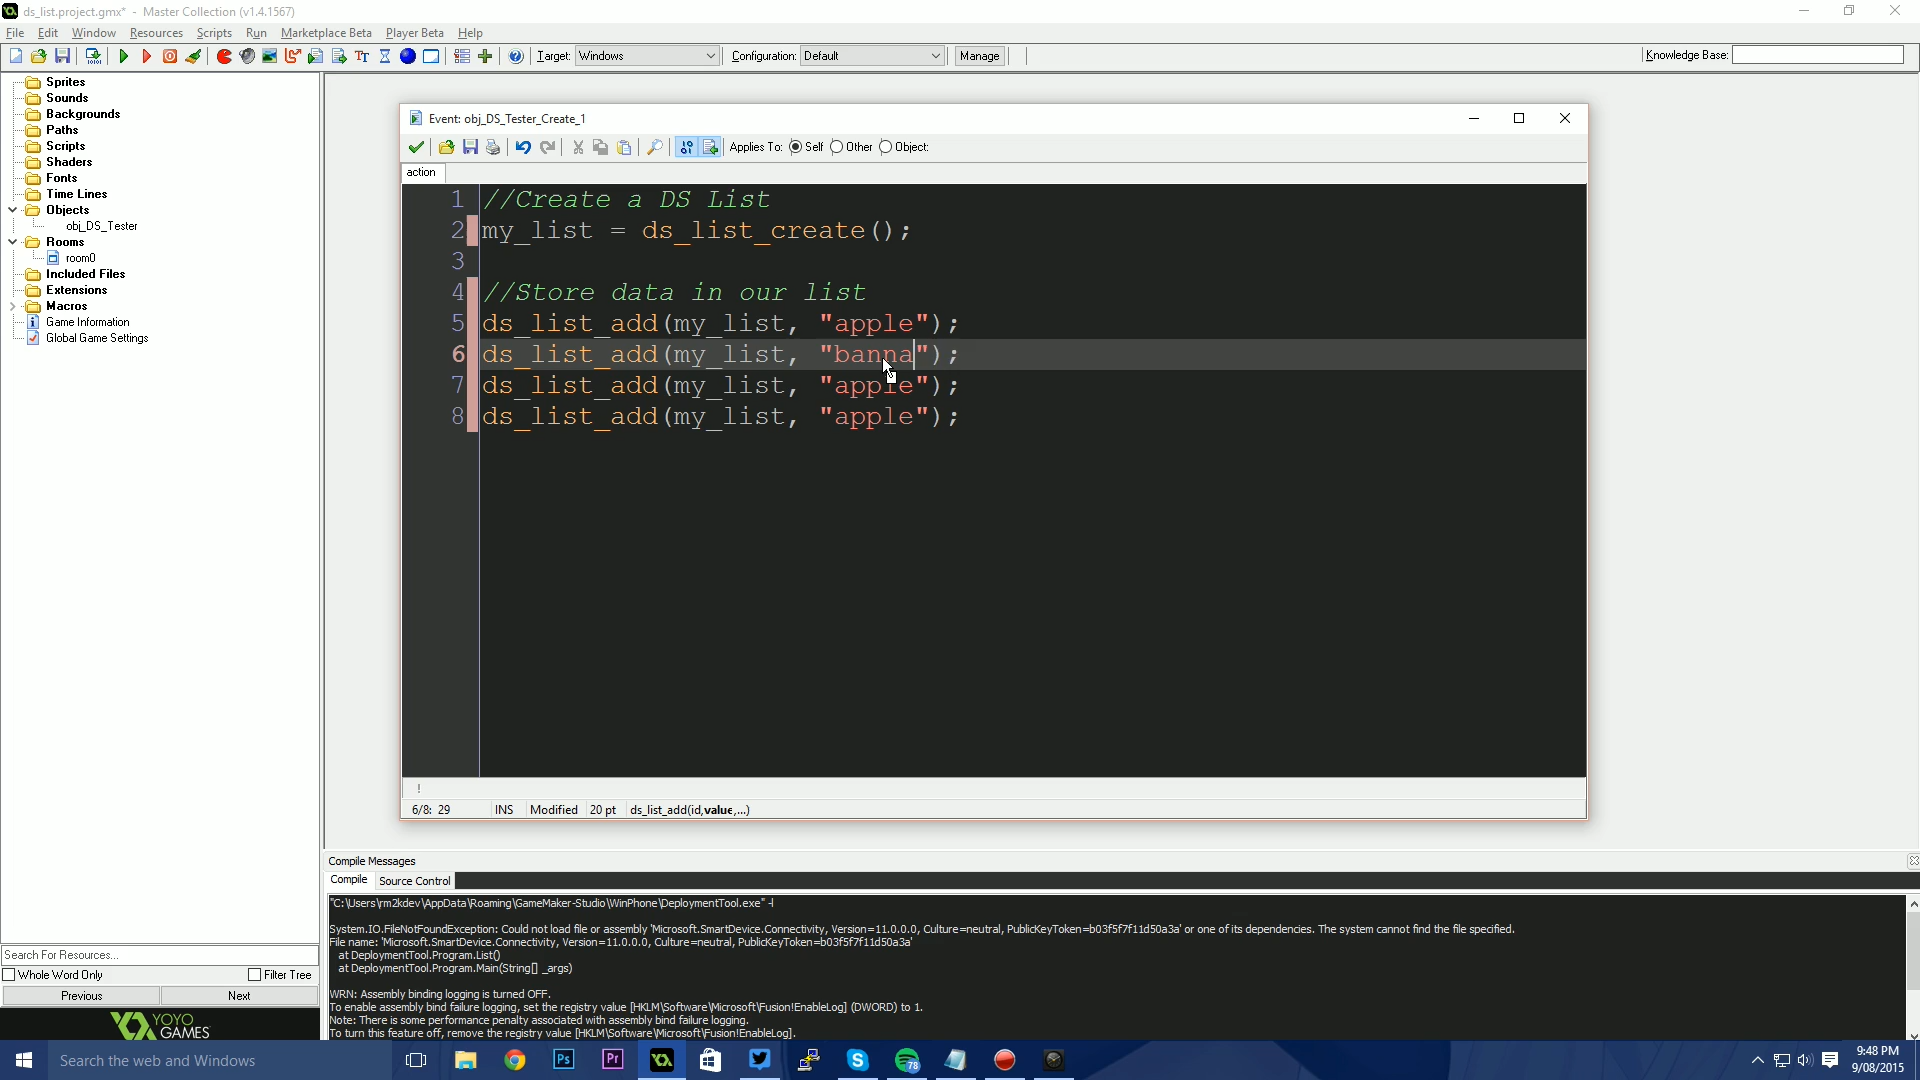 ds_list.project.gmx* - Master Collection (v1.4.1567)
File Edit Window Resources Scripts Run Marketplace Beta Player Beta Help
Target: Windows Configuration: Default Manage Knowledge Base:
Sprites
Sounds
Backgrounds
Paths
Scripts
Shaders
Fonts
Time Lines
Objects
obj_DS_Tester
Rooms
room0
Included Files
Extensions
Macros
Game Information
Global Game Settings
Search For Resources...
Whole Word Only Filter Tree
Previous Next
YOYO
GAMES
Event: obj_DS_Tester_Create_1
Applies To: Self Other Object:
action
1 //Create a DS List
2 my_list = ds_list_create();
3
4 //Store data in our list
5 ds_list_add(my_list, "apple");
6 ds_list_add(my_list, "banna");
7 ds_list_add(my_list, "apple");
8 ds_list_add(my_list, "apple");
!
6/8: 29 INS Modified 20 pt ds_list_add(id,value,...)
Compile Messages
Compile Source Control
"C:\Users\rm2kdev\AppData\Roaming\GameMaker-Studio\WinPhone\DeploymentTool.exe" -l
System.IO.FileNotFoundException: Could not load file or assembly 'Microsoft.SmartDevice.Connectivity, Version=11.0.0.0, Culture=neutral, PublicKeyToken=b03f5f7f11d50a3a' or one of its dependencies. The system cannot find the file specified.
File name: 'Microsoft.SmartDevice.Connectivity, Version=11.0.0.0, Culture=neutral, PublicKeyToken=b03f5f7f11d50a3a'
at DeploymentTool.Program.List()
at DeploymentTool.Program.Main(String[] _args)
WRN: Assembly binding logging is turned OFF.
To enable assembly bind failure logging, set the registry value [HKLM\Software\Microsoft\Fusion!EnableLog] (DWORD) to 1.
Note: There is some performance penalty associated with assembly bind failure logging.
To turn this feature off, remove the registry value [HKLM\Software\Microsoft\Fusion!EnableLog].
Search the web and Windows
Ps
Pr
78
9:48 PM
9/08/2015